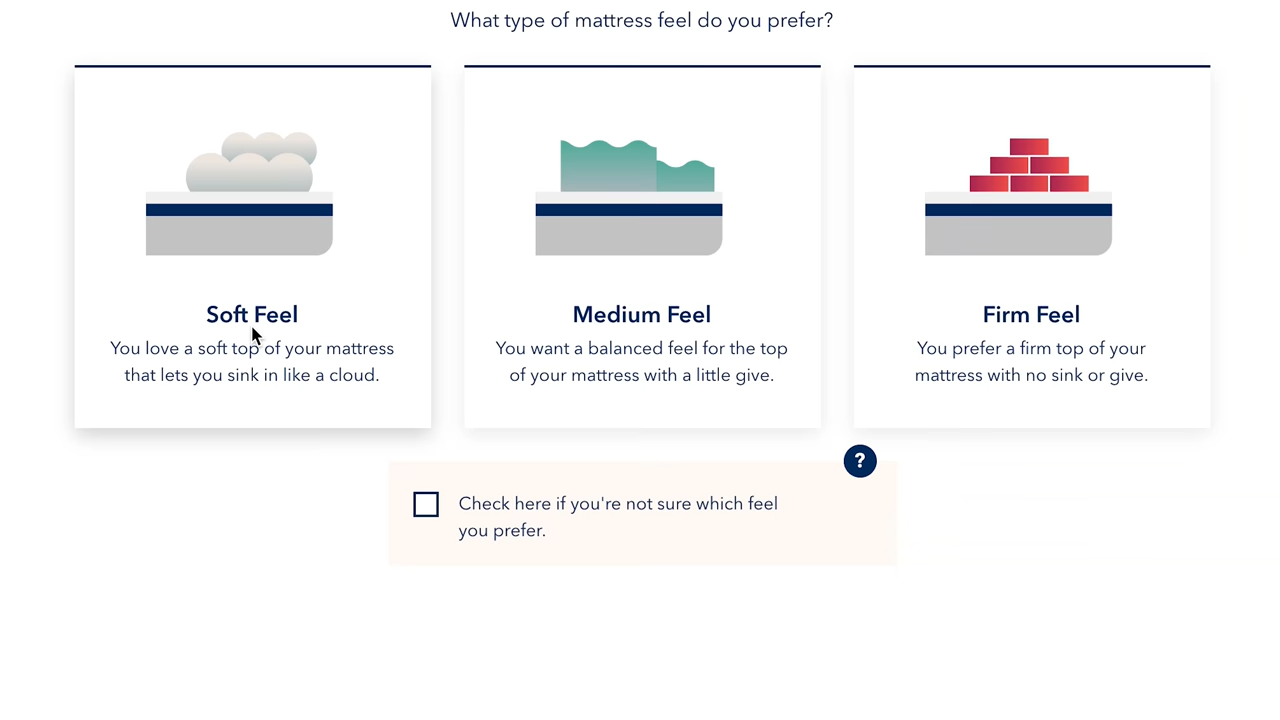 What type of mattress feel do you prefer?
Soft Feel
You love a soft top of your mattress
that lets you sink in like a cloud.
Medium Feel
You want a balanced feel for the top
of your mattress with a little give.
Firm Feel
You prefer a firm top of your
mattress with no sink or give.
?
Check here if you're not sure which feel
you prefer.